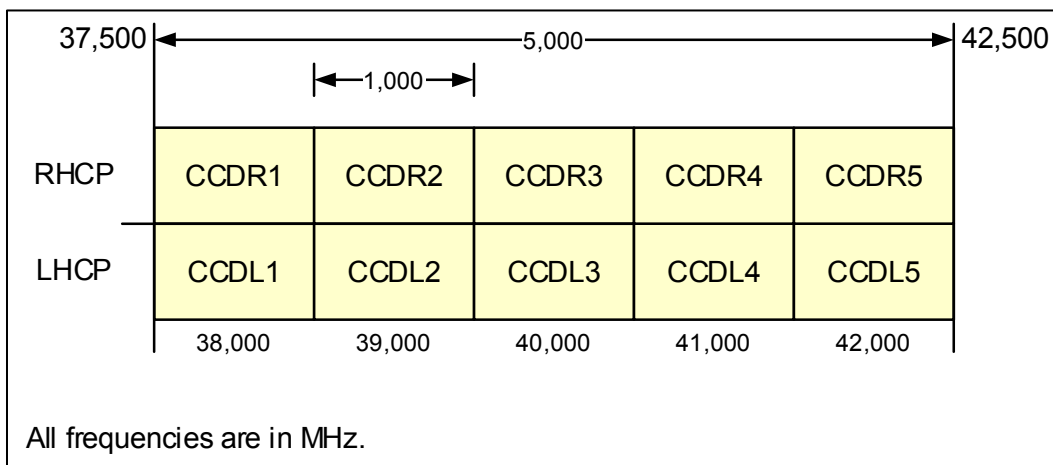 37,500 5,000 42,500
1,000
RHCP CCDR1 CCDR2 CCDR3 CCDR4 CCDR5
LHCP CCDL1 CCDL2 CCDL3 CCDL4 CCDL5
38,000 39,000 40,000 41,000 42,000
All frequencies are in MHz.